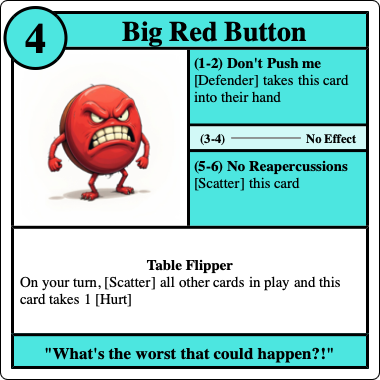 4
Big Red Button
(1-2) Don't Push me
[Defender] takes this card
into their hand
(3-4) No Effect
(5-6) No Reapercussions
[Scatter] this card
Table Flipper
On your turn, [Scatter] all other cards in play and this
card takes 1 [Hurt]
"What's the worst that could happen?!"